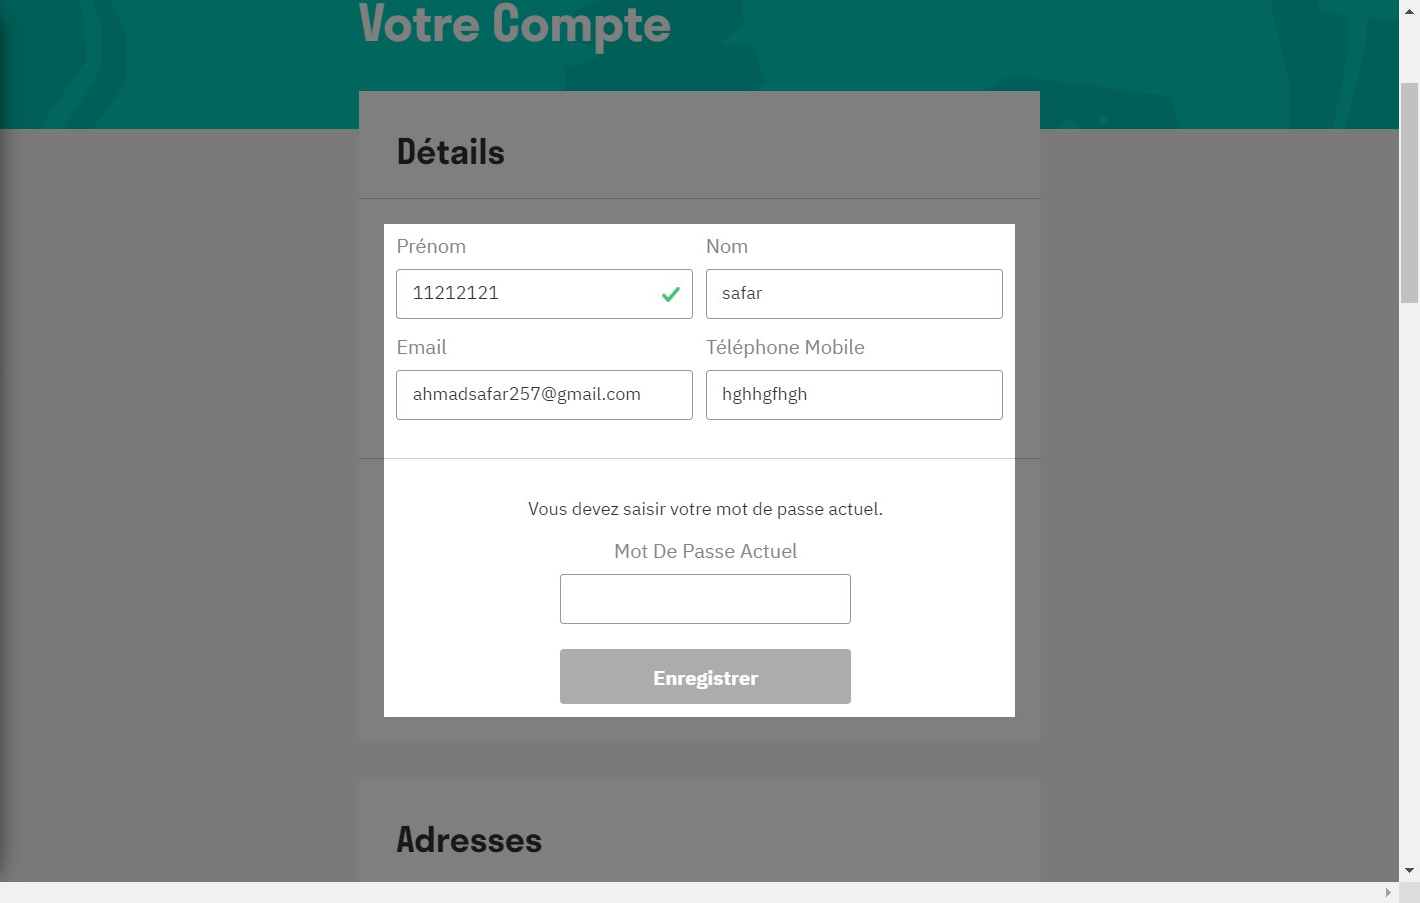 Votre Compte
Détails
Prénom
Nom
11212121
safar
Email
Téléphone Mobile
ahmadsafar257@gmail.com
hghhgfhgh
Vous devez saisir votre mot de passe actuel.
Mot De Passe Actuel
Enregistrer
Adresses